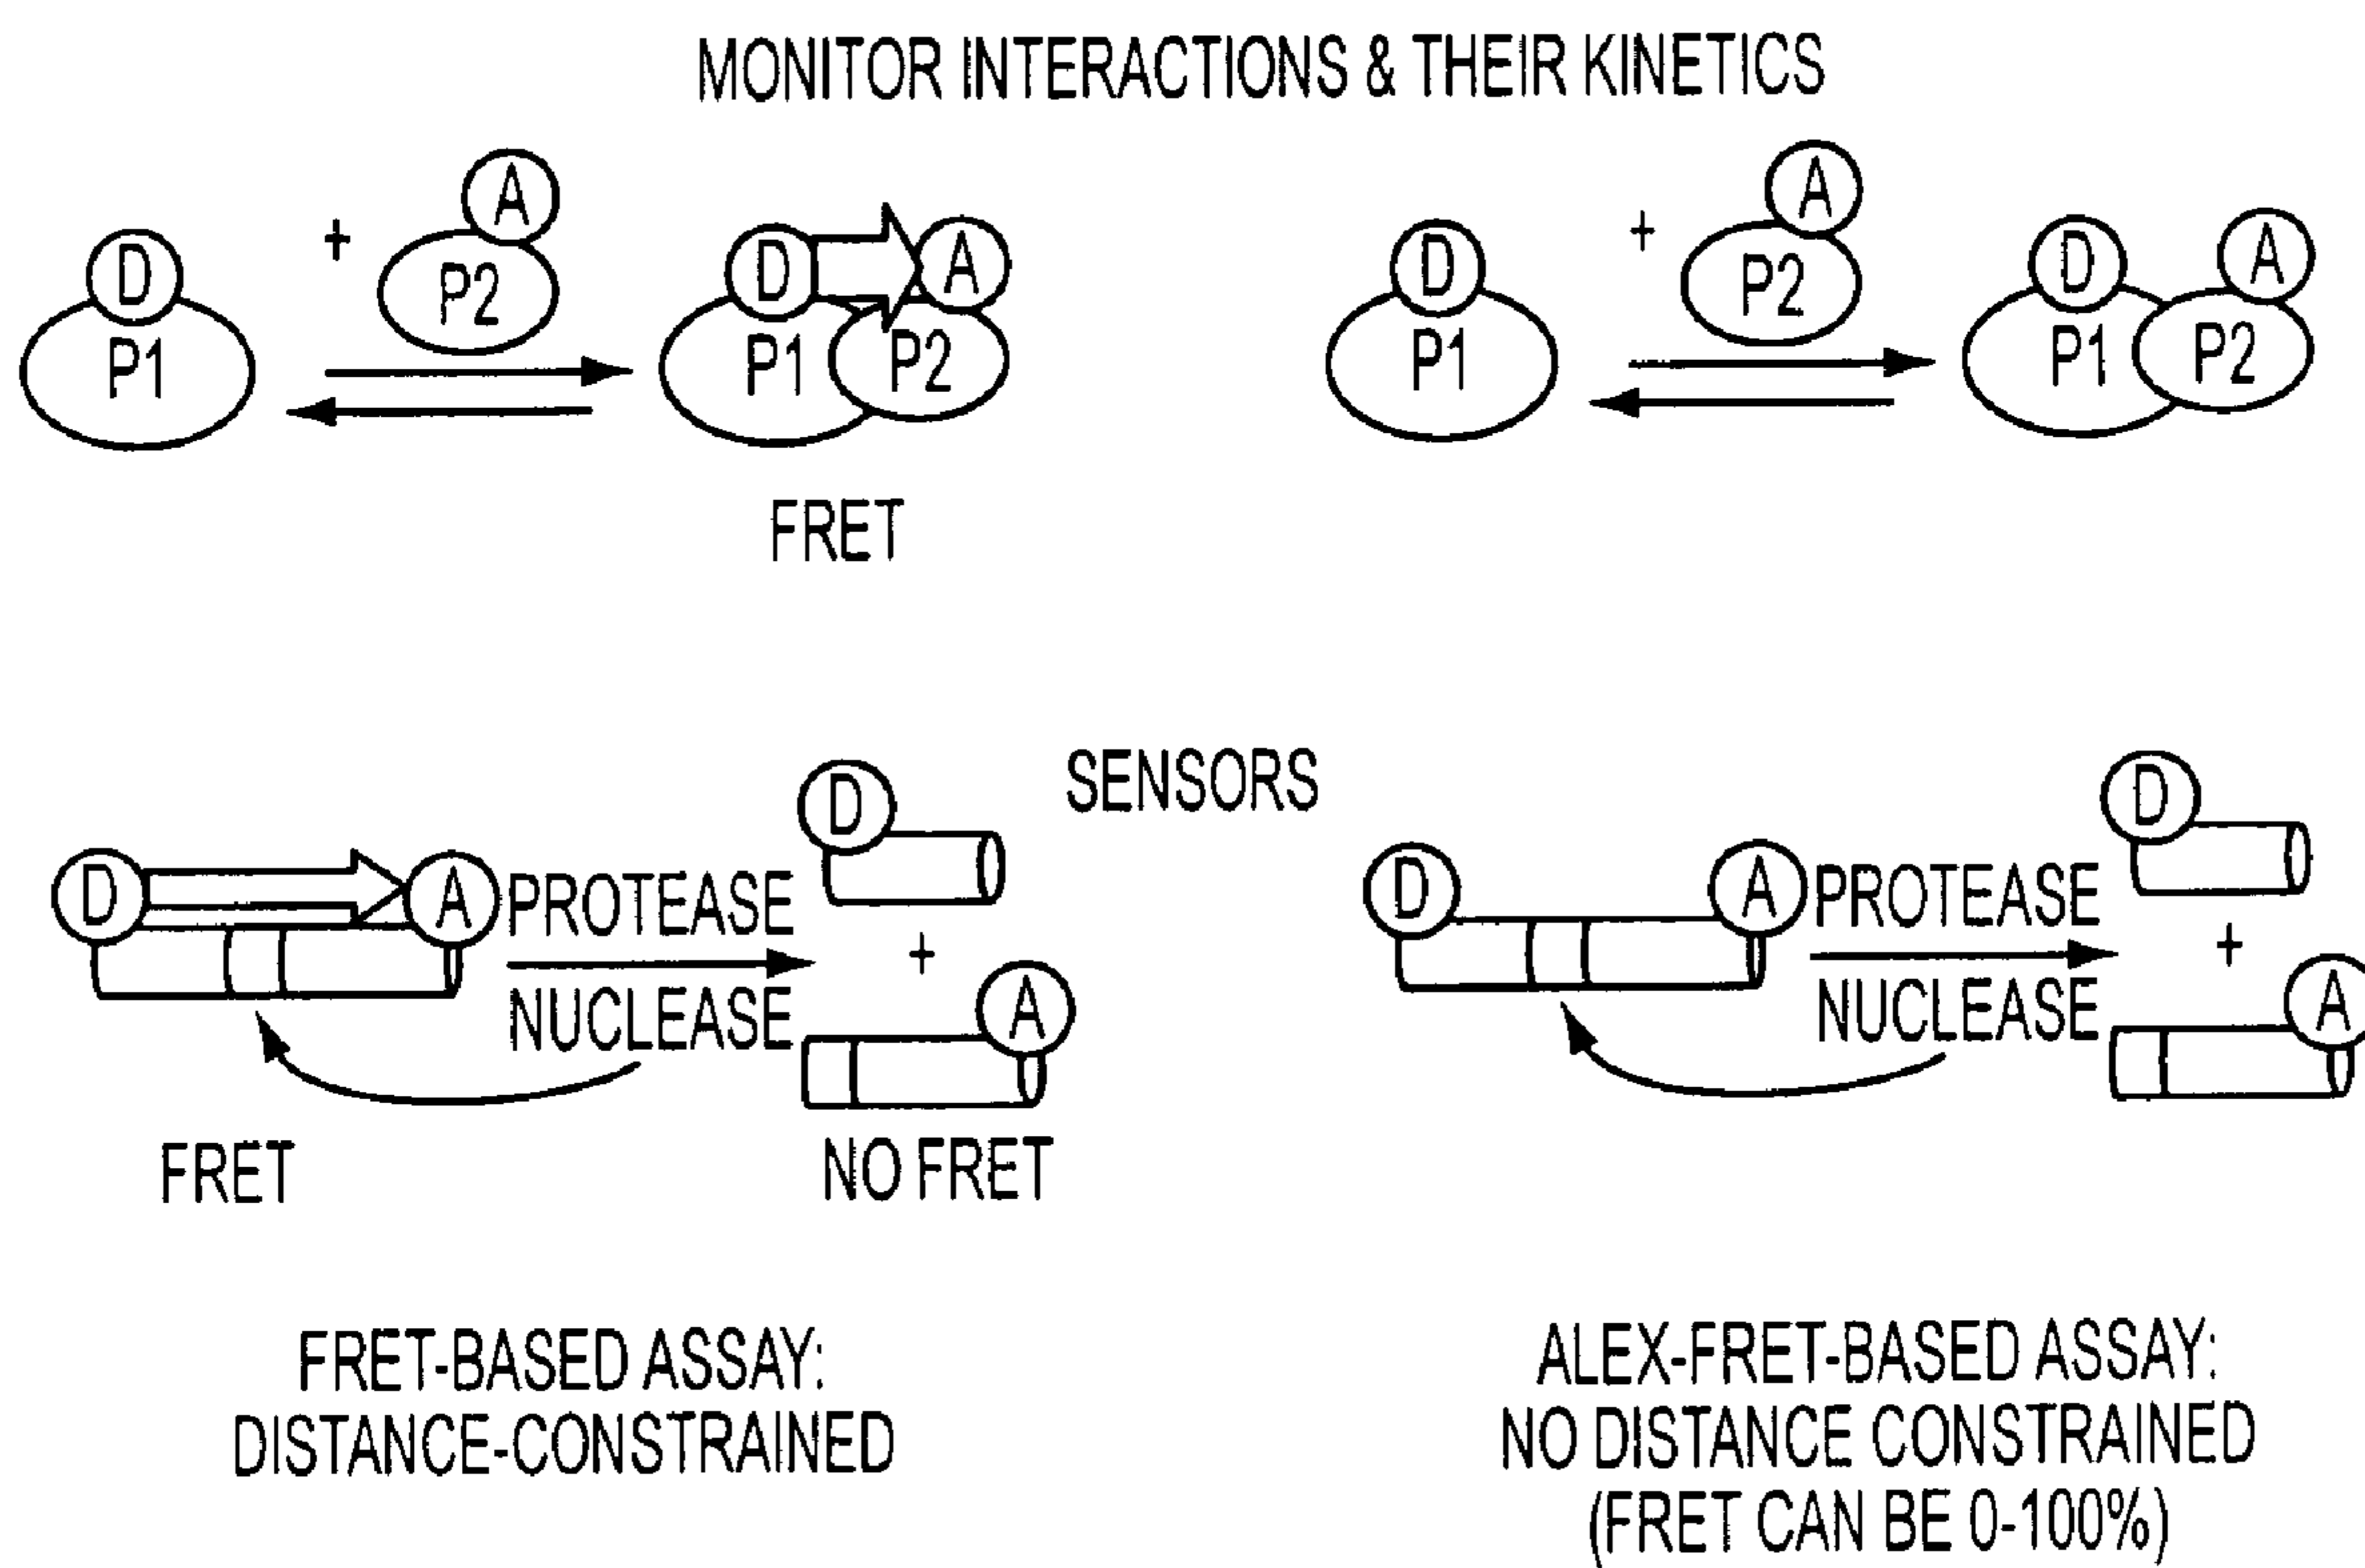 MONITOR INTERACTIONS & THEIR KINETICS
D
P1
+
A
P2
D
A
P1
P2
FRET
D
P1
+
A
P2
D
A
P1
P2
SENSORS
D
A
PROTEASE
NUCLEASE
D
+
A
FRET
NO FRET
D
A
PROTEASE
NUCLEASE
D
+
A
FRET-BASED ASSAY:
DISTANCE-CONSTRAINED
ALEX-FRET-BASED ASSAY:
NO DISTANCE CONSTRAINED
(FRET CAN BE 0-100%)